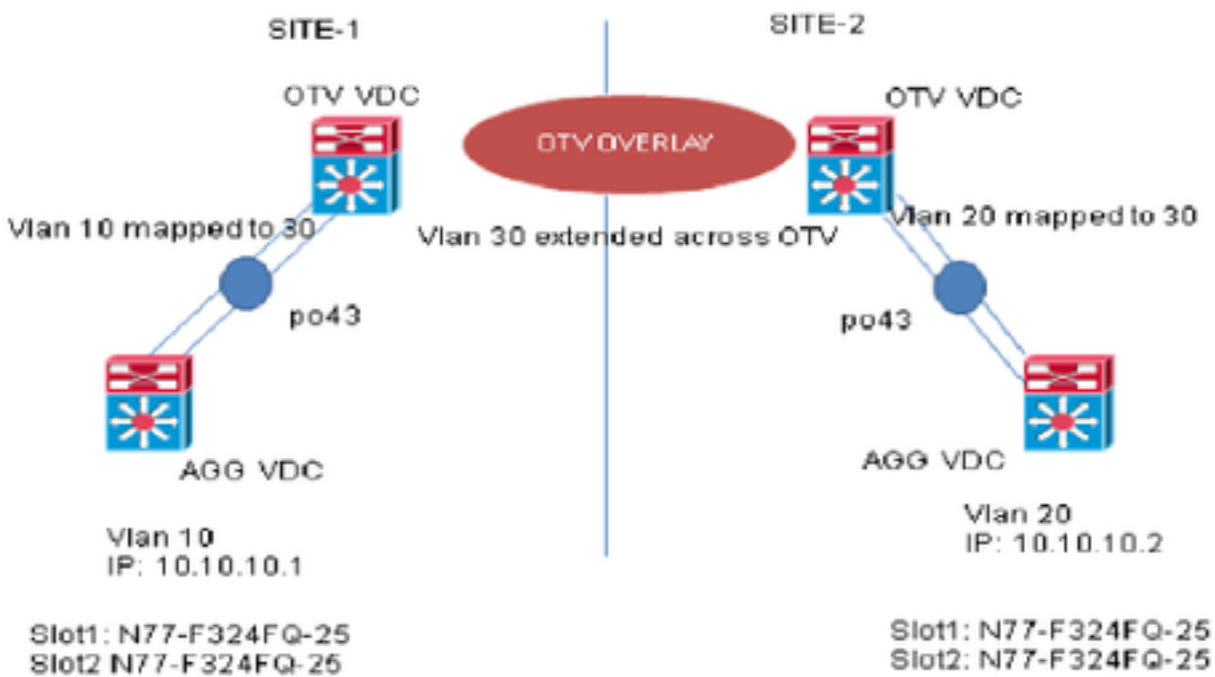 SITE-1
SITE-2
OTV VDC
OTV OVERLAY
OTV VDC
Vlan 10 mapped to 30
Vlan 30 extended across OTV
Vlan 20 mapped to 30
po43
po43
AGG VDC
AGG VDC
Vlan 10
IP: 10.10.10.1
Vlan 20
IP: 10.10.10.2
Slot1: N77-F324FQ-25
Slot2 N77-F324FQ-25
Slot1: N77-F324FQ-25
Slot2: N77-F324FQ-25